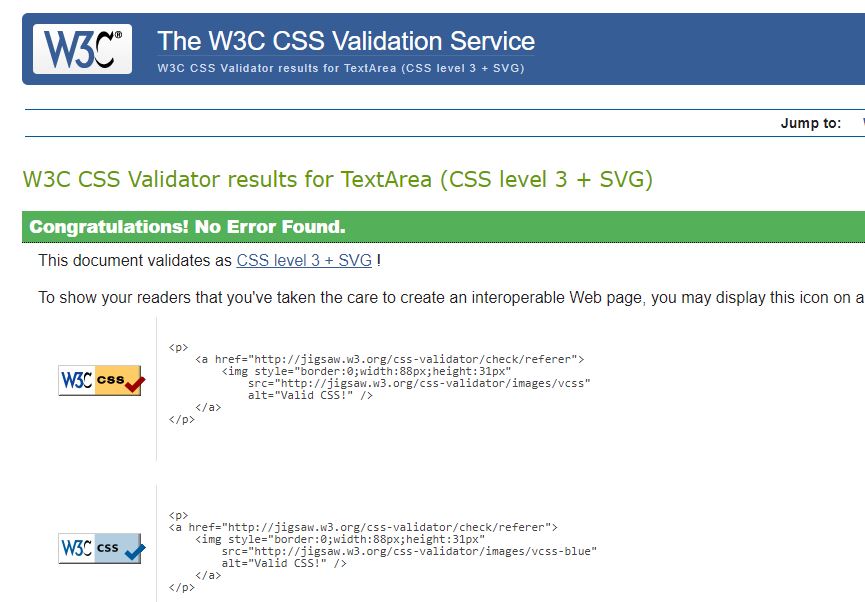 W3C®
The W3C CSS Validation Service
W3C CSS Validator results for TextArea (CSS level 3 + SVG)
Jump to:
W3C CSS Validator results for TextArea (CSS level 3 + SVG)
Congratulations! No Error Found.
This document validates as CSS level 3 + SVG !
To show your readers that you've taken the care to create an interoperable Web page, you may display this icon on a
W3C css
<p>
<a href="http://jigsaw.w3.org/css-validator/check/referer">
<img style="border:0;width:88px;height:31px"
src="http://jigsaw.w3.org/css-validator/images/vcss"
alt="Valid CSS!" />
</a>
</p>
W3C css
<p>
<a href="http://jigsaw.w3.org/css-validator/check/referer">
<img style="border:0;width:88px;height:31px"
src="http://jigsaw.w3.org/css-validator/images/vcss-blue"
alt="Valid CSS!" />
</a>
</p>